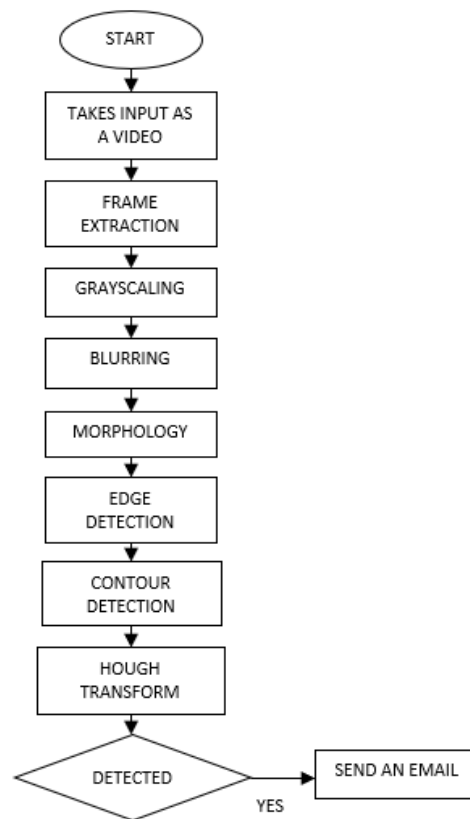 START
TAKES INPUT AS
A VIDEO
FRAME
EXTRACTION
GRAYSCALING
BLURRING
MORPHOLOGY
EDGE
DETECTION
CONTOUR
DETECTION
HOUGH
TRANSFORM
DETECTED
SEND AN EMAIL
YES